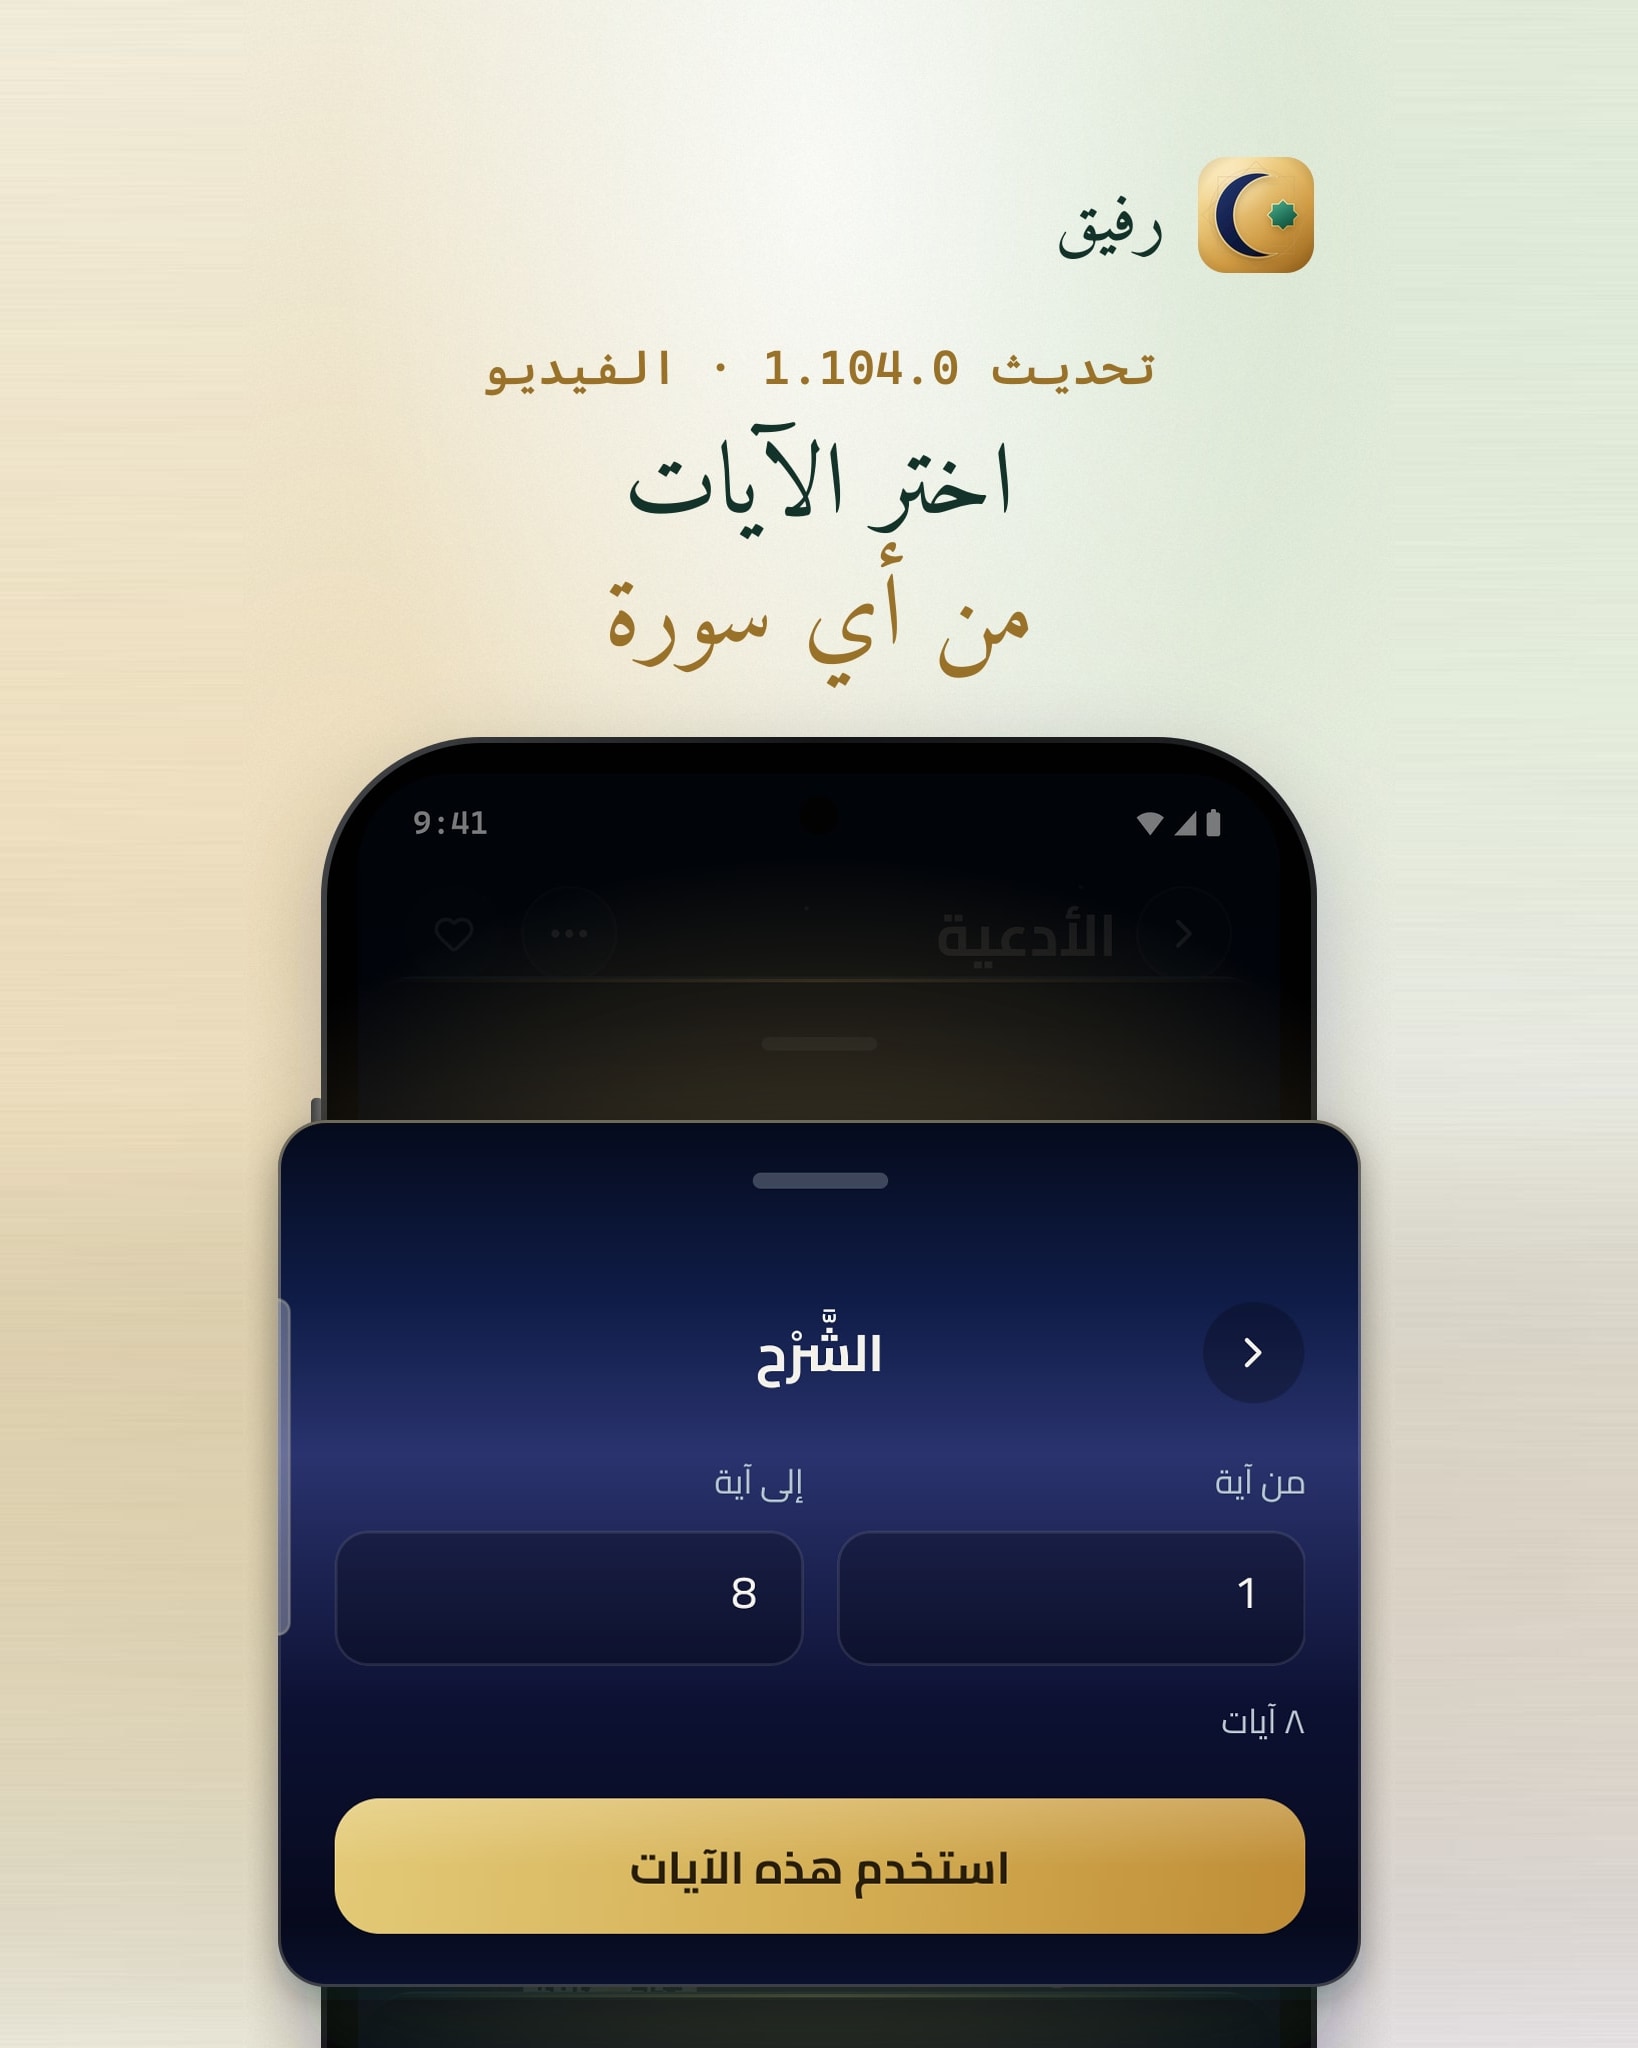 رفيق
تحديث 1.104.0 · الفيديو
اختر الآيات
من أي سورة
9:41
الأدعية
الشَّرْح
من آية
إلى آية
1
8
٨ آيات
استخدم هذه الآيات